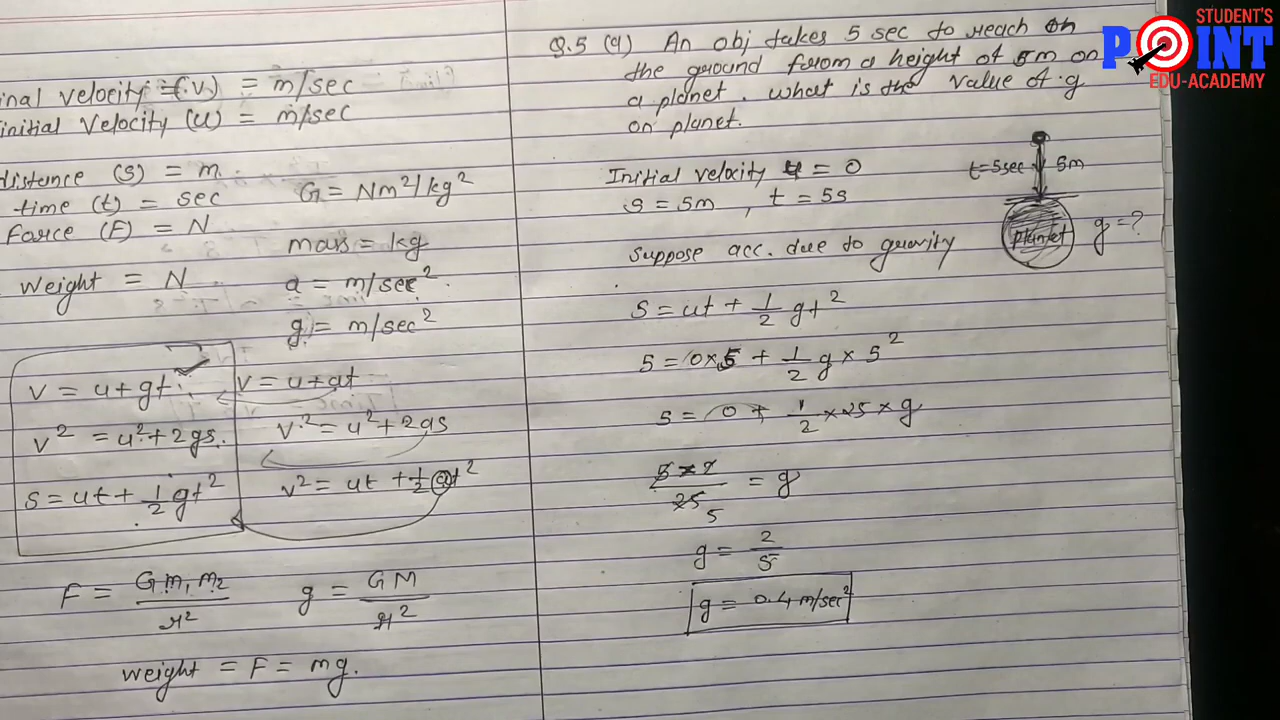 inal velocity =(v) = m/sec
initial velocity (u) = m/sec
distance (s) = m
time (t) = sec
Force (F) = N
weight = N
G = Nm²/kg²
mass = kg
a = m/sec²
g = m/sec²
v = u + gt
v² = u² + 2gs.
s = ut + 1/2 gt²
v = u + at
v² = u² + 2as
v² = ut + 1/2 at²
F = G m₁ m₂ / r²
g = GM / r²
weight = F = mg.
Q.5 (a) An obj takes 5 sec to reach on
the ground from a height of 5m on
a planet. what is the value of g
on planet.
Initial velocity u = 0
s = 5m , t = 5s
Suppose acc. due to gravity
t=5sec 5m
planet g=?
S = ut + 1/2 gt²
5 = 0×5 + 1/2 g × 5²
5 = 0 + 1/2 × 25 × g
5 × 2 / 25 = g
5
g = 2/5
g = 0.4 m/sec²
STUDENT'S
POINT
EDU-ACADEMY